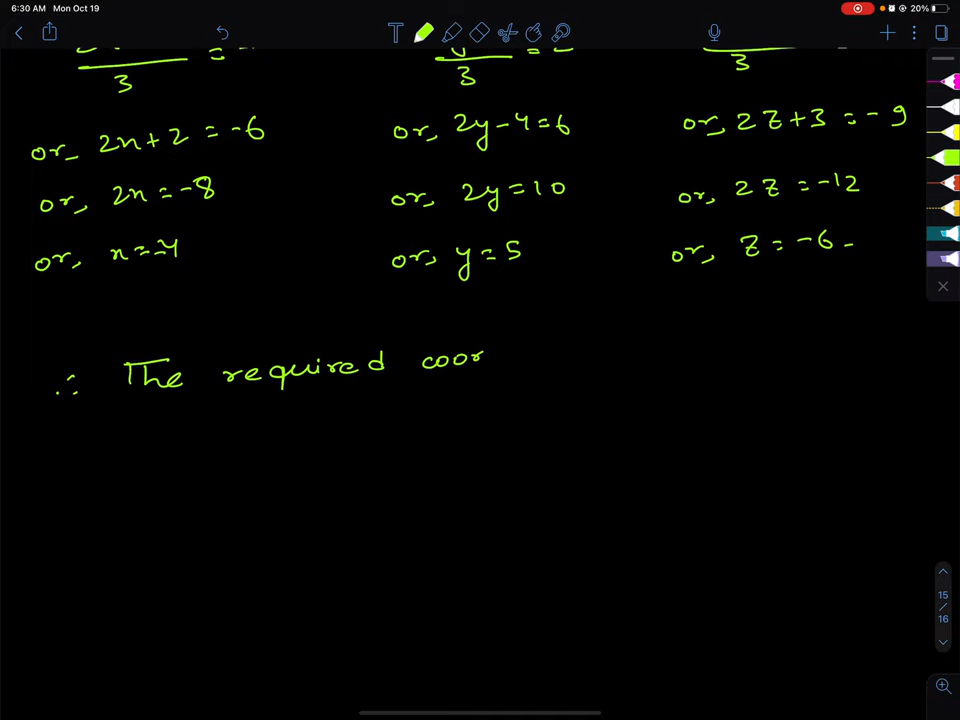 6:30 AM Mon Oct 19
20%
3
3
3
or, 2x+2 = -6
or, 2y-4=6
or, 2z+3 = -9
or, 2x = -8
or, 2y=10
or, 2z = -12
or, x = -4
or, y = 5
or, z = -6
∴ The required coor
15
/
16